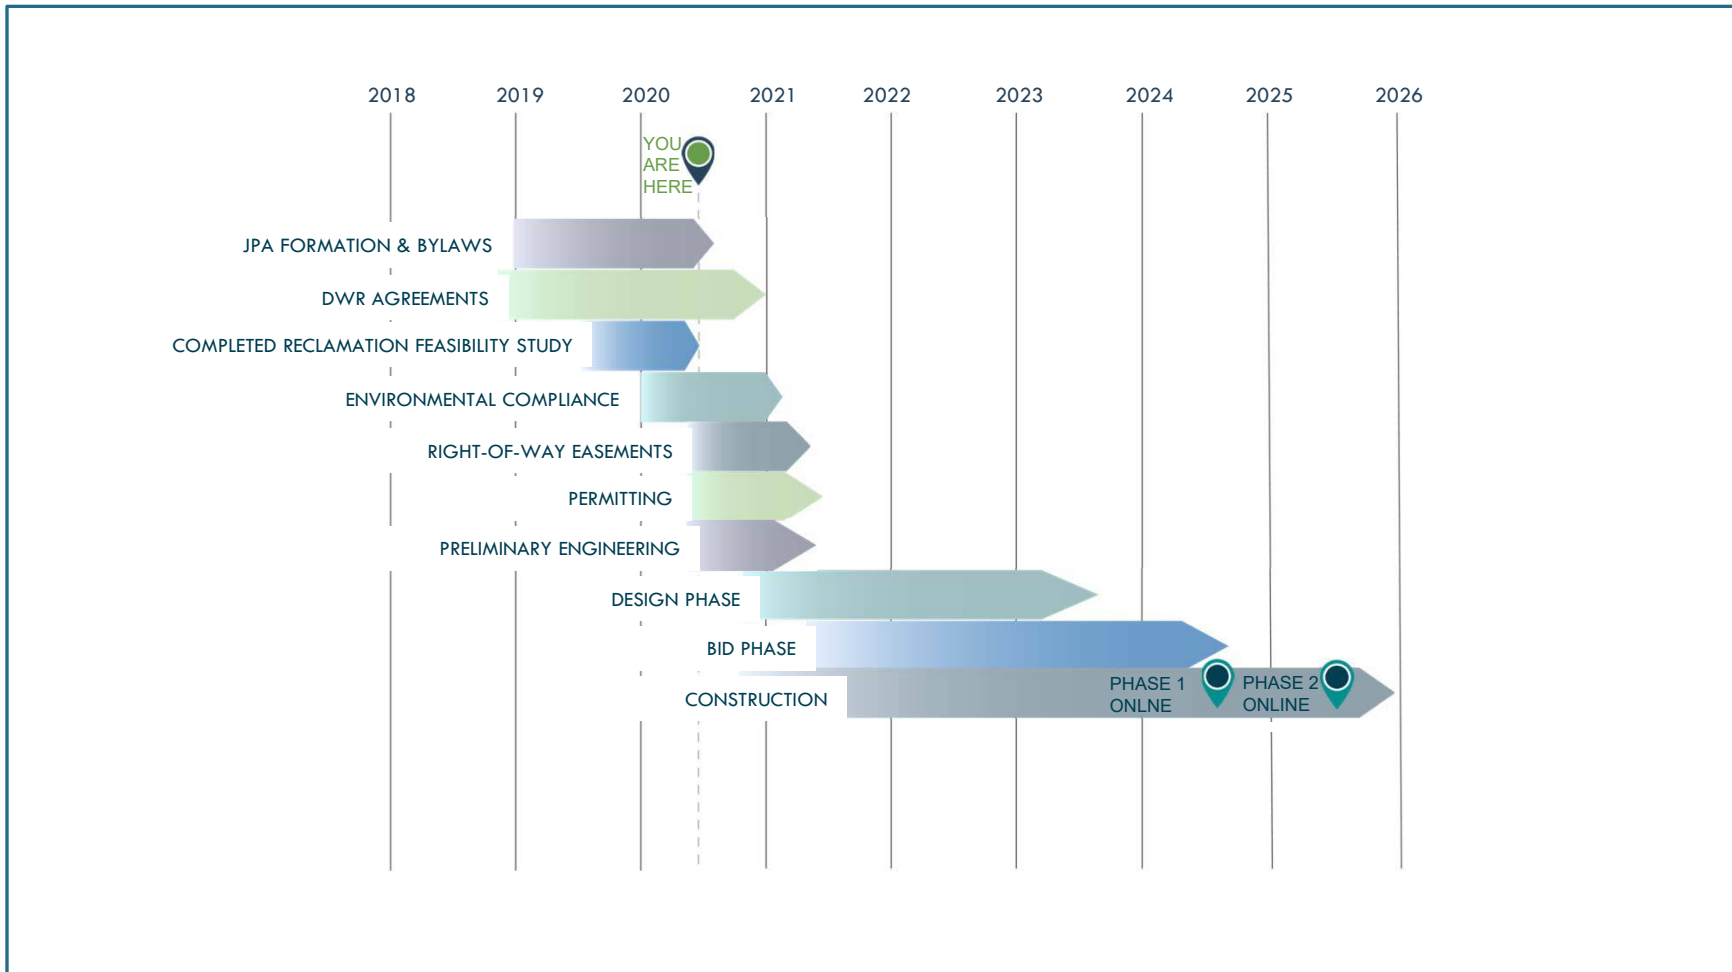 2018 2019 2020 2021 2022 2023 2024 2025 2026
YOU
ARE
HERE
JPA FORMATION & BYLAWS
DWR AGREEMENTS
COMPLETED RECLAMATION FEASIBILITY STUDY
ENVIRONMENTAL COMPLIANCE
RIGHT-OF-WAY EASEMENTS
PERMITTING
PRELIMINARY ENGINEERING
DESIGN PHASE
BID PHASE
CONSTRUCTION
PHASE 1
ONLNE
PHASE 2
ONLINE